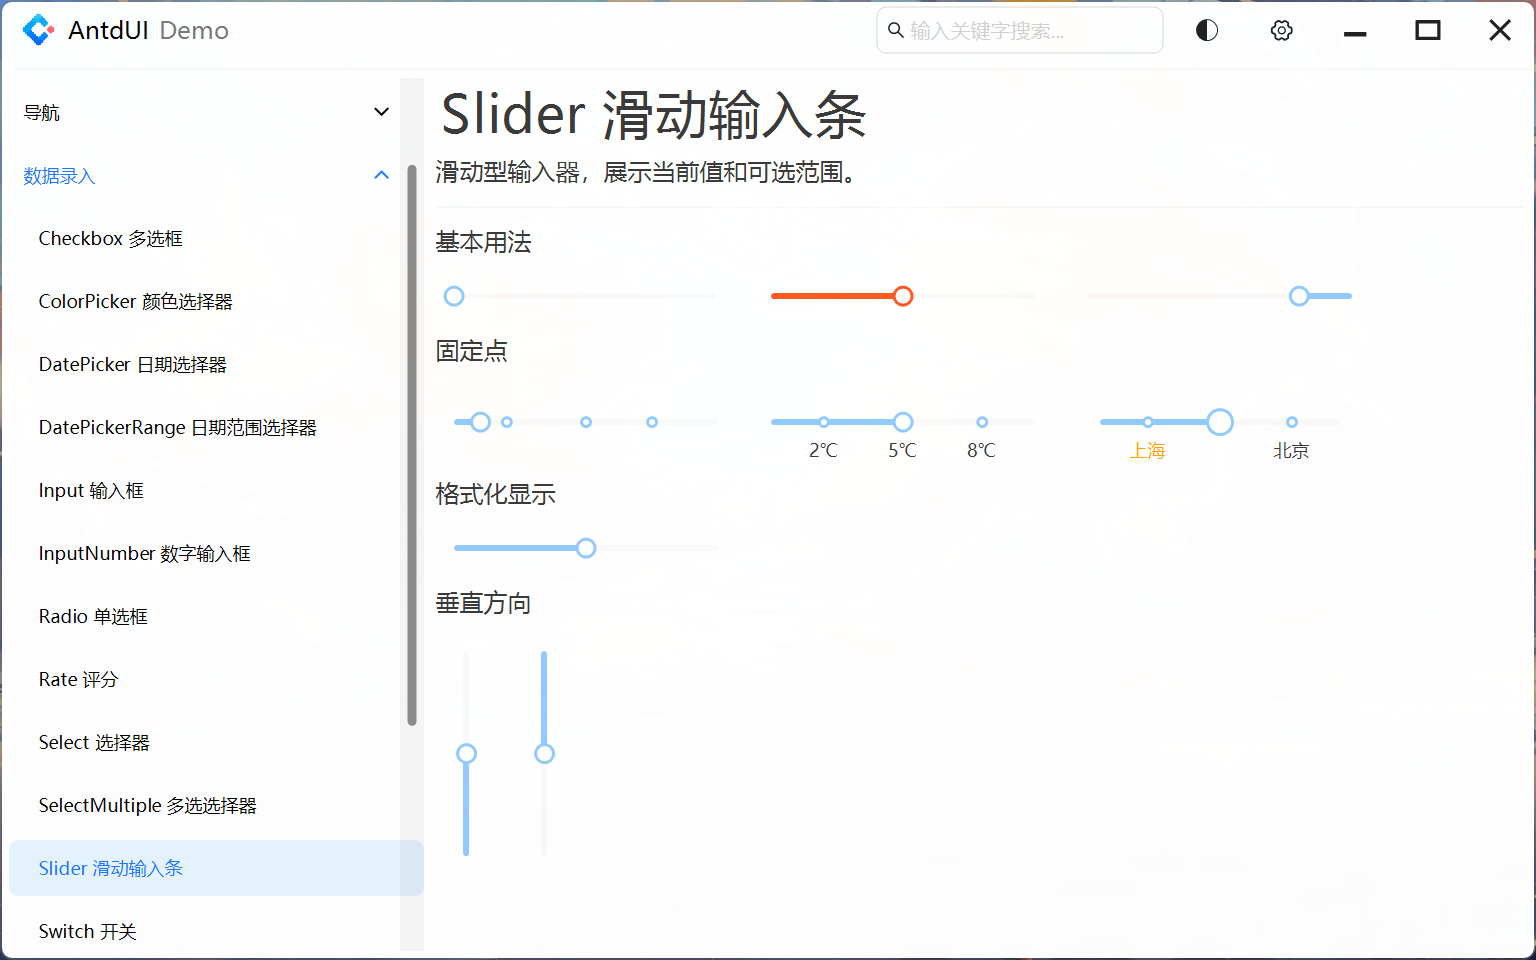 AntdUI Demo
输入关键字搜索...
导航
数据录入
Checkbox 多选框
ColorPicker 颜色选择器
DatePicker 日期选择器
DatePickerRange 日期范围选择器
Input 输入框
InputNumber 数字输入框
Radio 单选框
Rate 评分
Select 选择器
SelectMultiple 多选选择器
Slider 滑动输入条
Switch 开关
Slider 滑动输入条
滑动型输入器，展示当前值和可选范围。
基本用法
固定点
2℃ 5℃ 8℃ 上海 北京
格式化显示
垂直方向